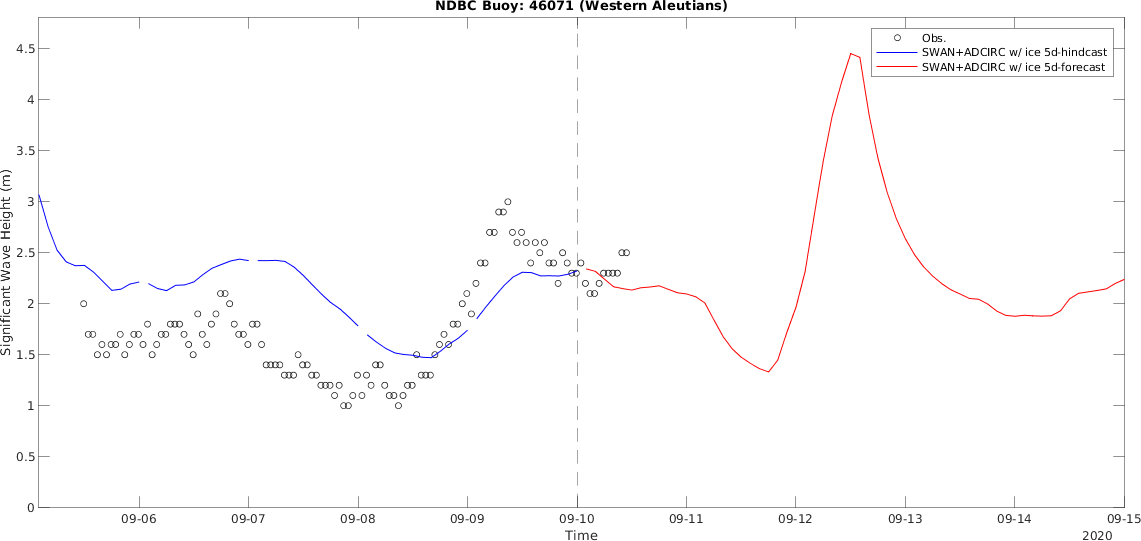 NDBC Buoy: 46071 (Western Aleutians)
Obs.
SWAN+ADCIRC w/ ice 5d-hindcast
SWAN+ADCIRC w/ ice 5d-forecast
Significant Wave Height (m)
4.5
4
3.5
3
2.5
2
1.5
1
0.5
0
09-06 09-07 09-08 09-09 09-10 09-11 09-12 09-13 09-14 09-15
Time
2020